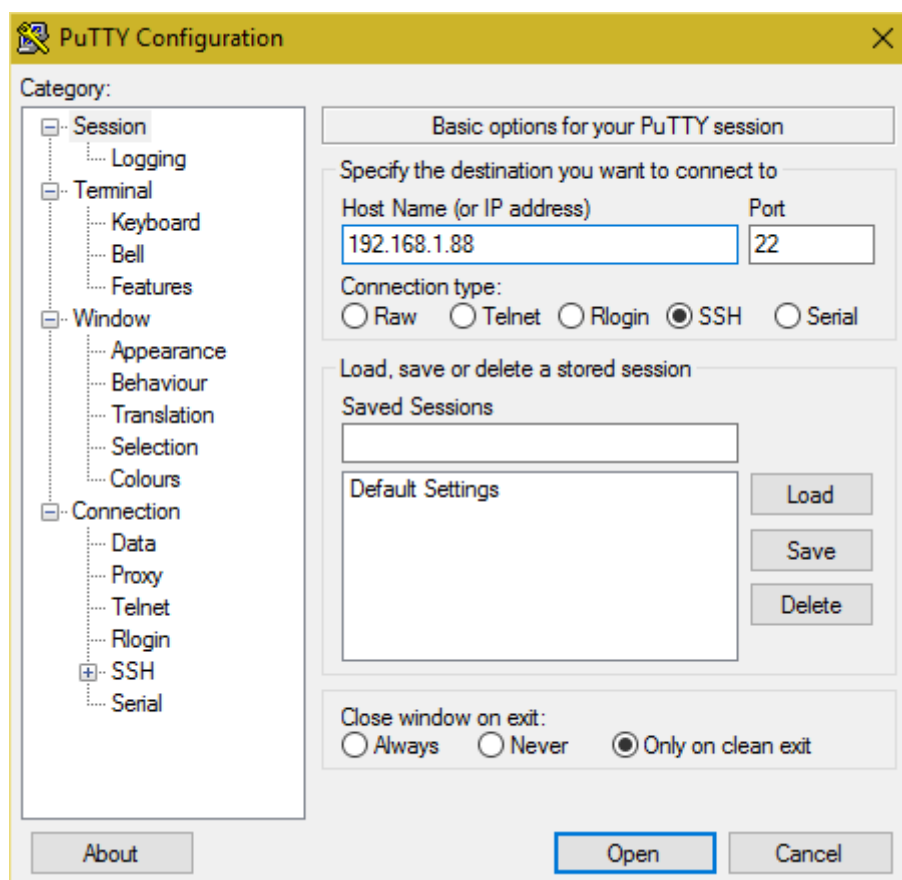 PuTTY Configuration
Category:
Session
Logging
Terminal
Keyboard
Bell
Features
Window
Appearance
Behaviour
Translation
Selection
Colours
Connection
Data
Proxy
Telnet
Rlogin
SSH
Serial
Basic options for your PuTTY session
Specify the destination you want to connect to
Host Name (or IP address) Port
192.168.1.88 22
Connection type:
Raw Telnet Rlogin SSH Serial
Load, save or delete a stored session
Saved Sessions
Default Settings
Load
Save
Delete
Close window on exit:
Always Never Only on clean exit
About Open Cancel